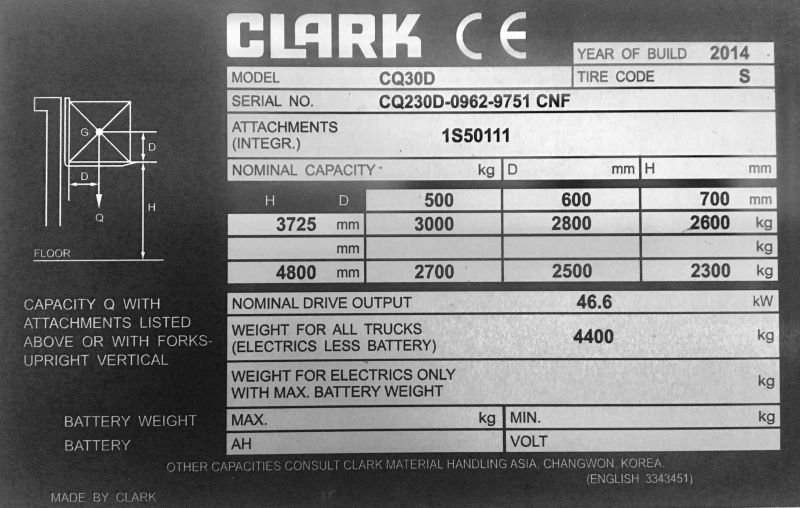 CLARK CE
YEAR OF BUILD 2014
MODEL CQ30D TIRE CODE S
SERIAL NO. CQ230D-0962-9751 CNF
ATTACHMENTS
(INTEGR.) 1S50111
NOMINAL CAPACITY kg D mm H mm
H D 500 600 700 mm
3725 mm 3000 2800 2600 kg
mm kg
4800 mm 2700 2500 2300 kg
G
D
D
H
Q
FLOOR
CAPACITY Q WITH
ATTACHMENTS LISTED
ABOVE OR WITH FORKS-
UPRIGHT VERTICAL
NOMINAL DRIVE OUTPUT 46.6 kW
WEIGHT FOR ALL TRUCKS
(ELECTRICS LESS BATTERY) 4400 kg
WEIGHT FOR ELECTRICS ONLY
WITH MAX. BATTERY WEIGHT kg
BATTERY WEIGHT MAX. kg MIN. kg
BATTERY AH VOLT
OTHER CAPACITIES CONSULT CLARK MATERIAL HANDLING ASIA, CHANGWON, KOREA.
(ENGLISH 3343451)
MADE BY CLARK